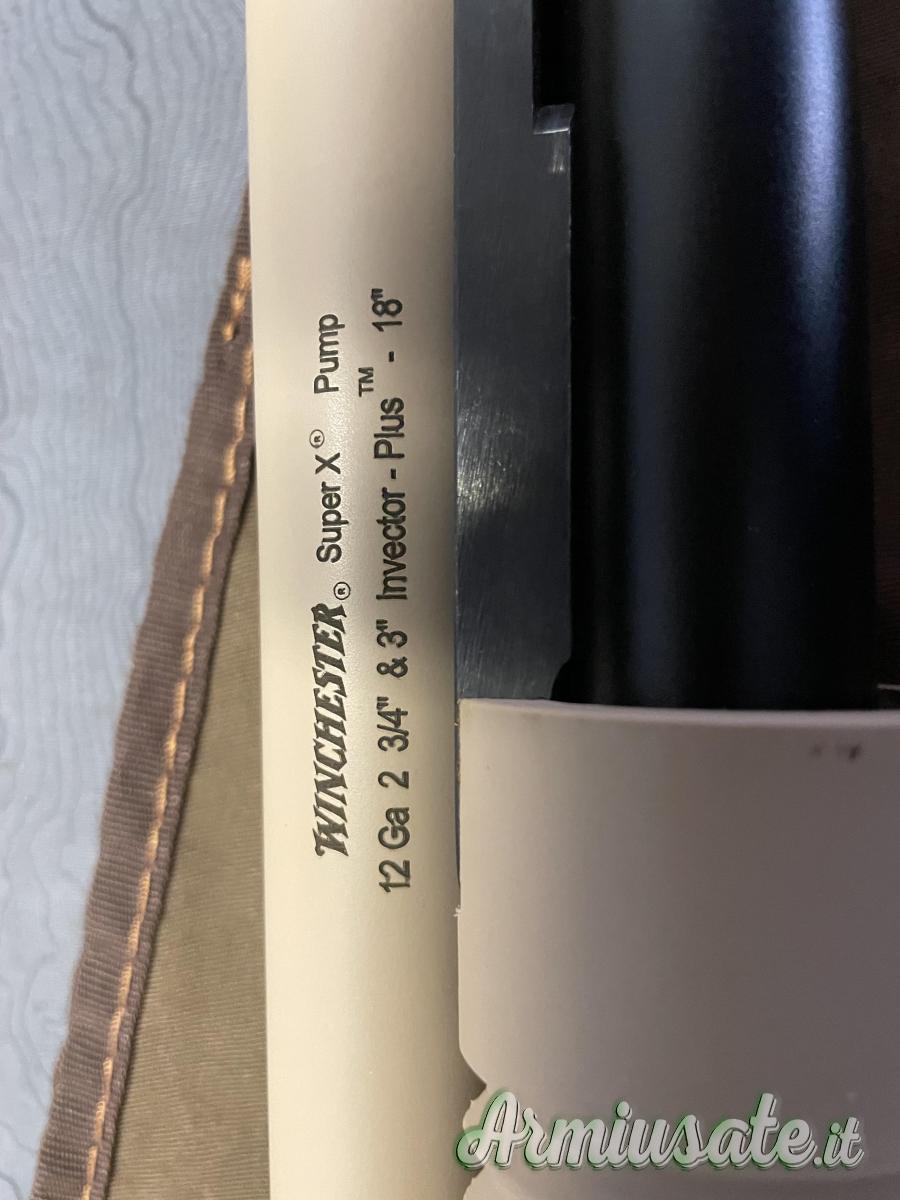 WINCHESTER® Super X® Pump
12 Ga 2 3/4" & 3" Invector - Plus™ - 18"
Armiusate.it